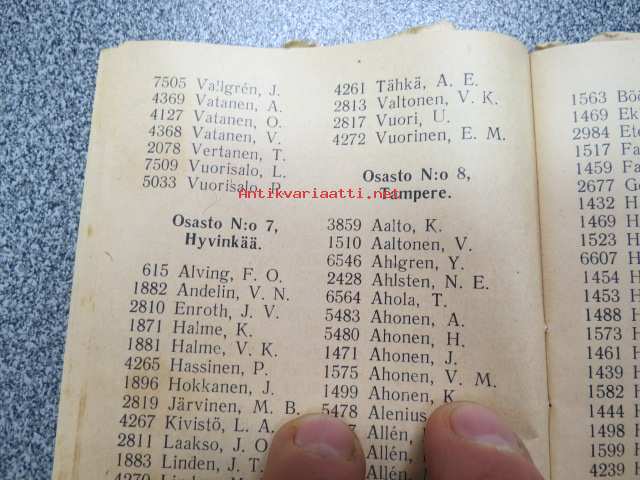 7505 Vallgrén, J.
4369 Vatanen, A.
4127 Vatanen, O.
4368 Vatanen, V.
2078 Vertanen, T.
7509 Vuorisalo, L.
5033 Vuorisalo,
Osasto N:o 7,
Hyvinkää.
615 Alving, F. O.
1882 Andelin, V. N.
2810 Enroth, J. V.
1871 Halme, K.
1881 Halme, V. K.
4265 Hassinen, P.
1896 Hokkanen, J.
2819 Järvinen, M. B.
4267 Kivistö, L. A.
2811 Laakso, J. O.
1883 Linden, J. T.
4270 Linden,
4261 Tähkä, A. E.
2813 Valtonen, V. K.
2817 Vuori, U.
4272 Vuorinen, E. M.
Osasto N:o 8,
Tampere.
3859 Aalto, K.
1510 Aaltonen, V.
6546 Ahlgren, Y.
2428 Ahlsten, N. E.
6564 Ahola, T.
5483 Ahonen, A.
5480 Ahonen, H.
1471 Ahonen, J.
1575 Ahonen, V. M.
1499 Ahonen, K.
5478 Alenius
Allén,
Allén,
1563
1469 Ek
2984
1517
1459
2677
1432 H
1469 H
1523 H
6607 H
1454 H
1453 H
1488 H
1573 H
1461 H
1439 H
1582 H
1444 H
1498 H
1599 H
4239 H
Antikvariaatti.net